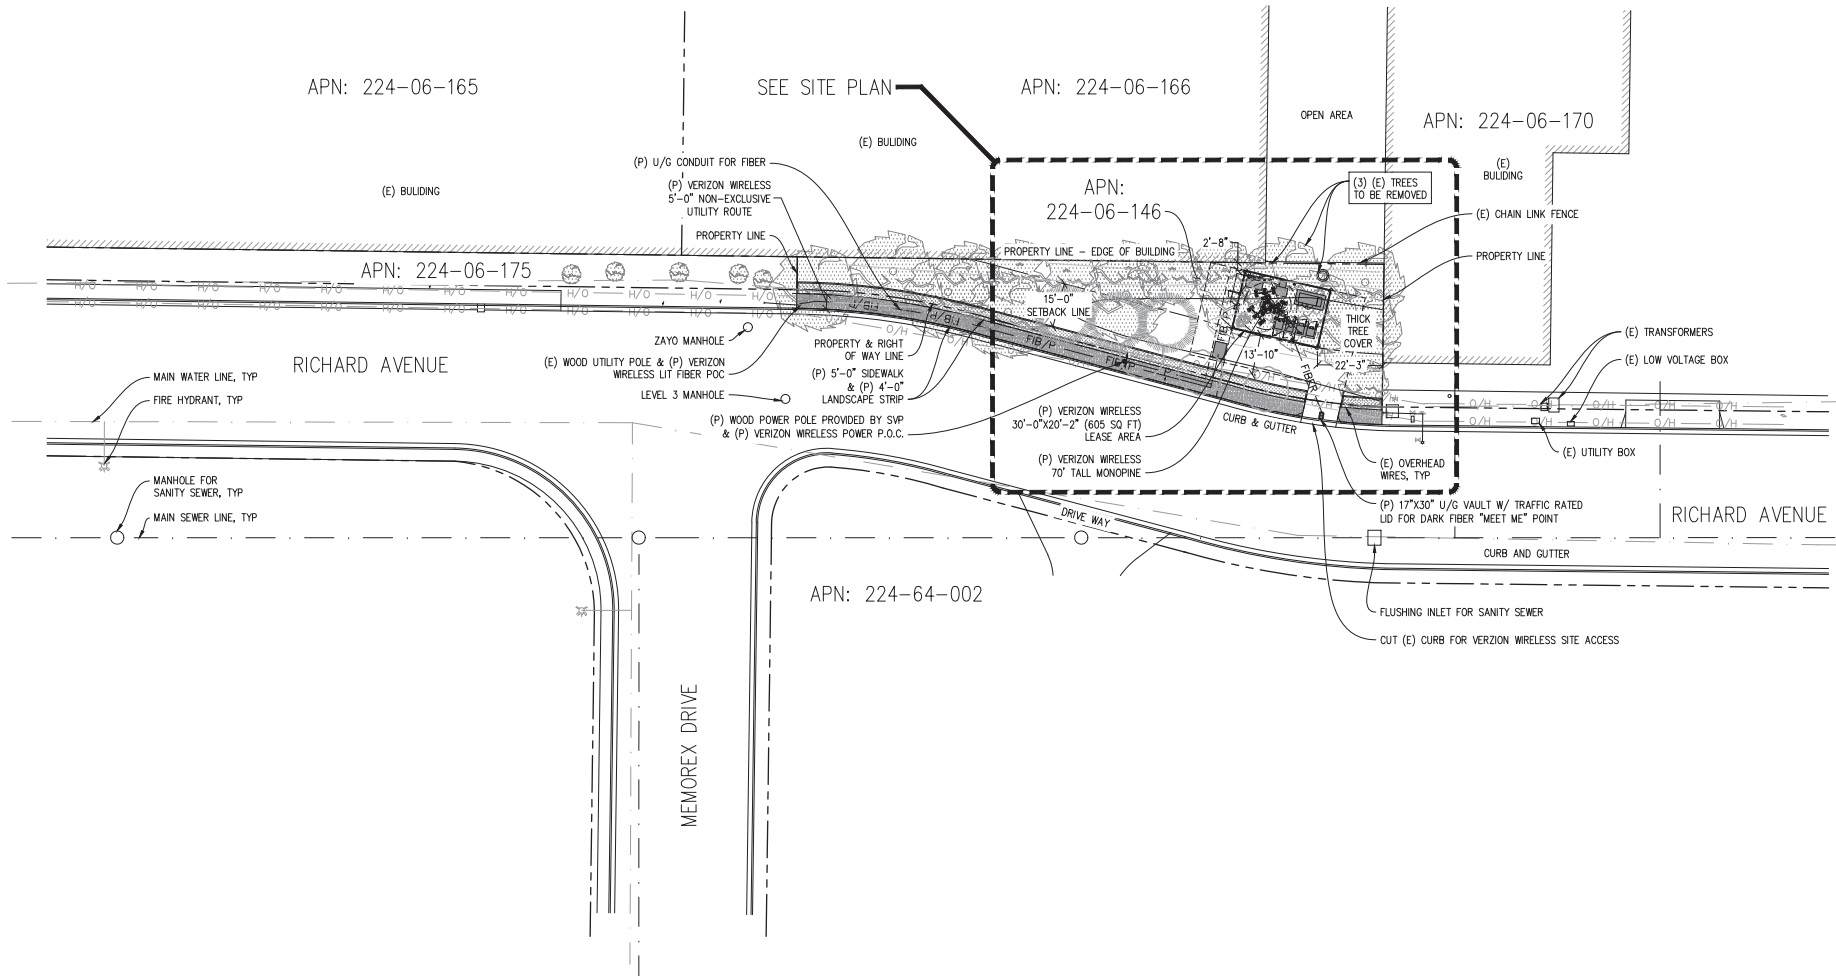 APN: 224-06-165
SEE SITE PLAN
APN: 224-06-166
OPEN AREA
APN: 224-06-170
(E) BULIDING
(P) U/G CONDUIT FOR FIBER
(E)
BULIDING
(E) BULIDING
(P) VERIZON WIRELESS
5'-0" NON-EXCLUSIVE
UTILITY ROUTE
APN:
224-06-146
(3) (E) TREES
TO BE REMOVED
(E) CHAIN LINK FENCE
PROPERTY LINE
2'-8"
PROPERTY LINE - EDGE OF BUILDING
PROPERTY LINE
APN: 224-06-175
H/O H/O H/O H/O H/O H/O H/O H/O H/O H/O
15'-0"
SETBACK LINE
THICK
TREE
COVER
FIB/P
FIB/P
FIB/P
FIB/P
FIB/P
P
O/H
13'-10"
22'-3"
FIBER
ZAYO MANHOLE
PROPERTY & RIGHT
OF WAY LINE
(E) WOOD UTILITY POLE & (P) VERIZON
WIRELESS LIT FIBER POC
(P) 5'-0" SIDEWALK
& (P) 4'-0"
LANDSCAPE STRIP
LEVEL 3 MANHOLE
(P) WOOD POWER POLE PROVIDED BY SVP
& (P) VERIZON WIRELESS POWER P.O.C.
(P) VERIZON WIRELESS
30'-0"X20'-2" (605 SQ FT)
LEASE AREA
(P) VERIZON WIRELESS
70' TALL MONOPINE
CURB & GUTTER
(E) TRANSFORMERS
(E) LOW VOLTAGE BOX
O/H O/H O/H O/H O/H
(E) UTILITY BOX
(E) OVERHEAD
WIRES, TYP
(P) 17"X30" U/G VAULT W/ TRAFFIC RATED
LID FOR DARK FIBER "MEET ME" POINT
RICHARD AVENUE
MAIN WATER LINE, TYP
FIRE HYDRANT, TYP
MANHOLE FOR
SANITY SEWER, TYP
MAIN SEWER LINE, TYP
DRIVE WAY
RICHARD AVENUE
CURB AND GUTTER
APN: 224-64-002
FLUSHING INLET FOR SANITY SEWER
CUT (E) CURB FOR VERZION WIRELESS SITE ACCESS
MEMOREX DRIVE